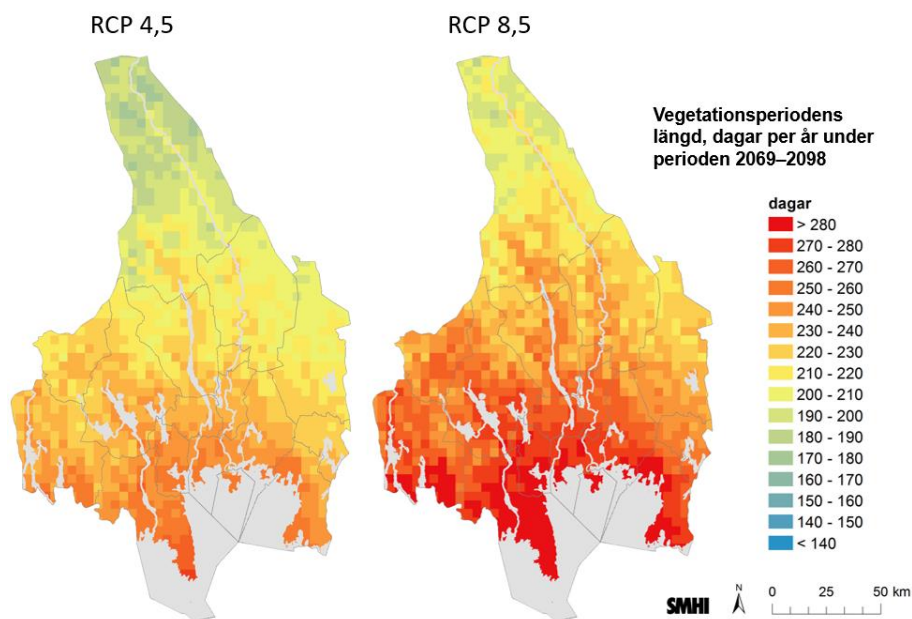 RCP 4,5
RCP 8,5
Vegetationsperiodens
längd, dagar per år under
perioden 2069–2098
dagar
> 280
270 - 280
260 - 270
250 - 260
240 - 250
230 - 240
220 - 230
210 - 220
200 - 210
190 - 200
180 - 190
170 - 180
160 - 170
150 - 160
140 - 150
< 140
SMHI
N
0 25 50 km